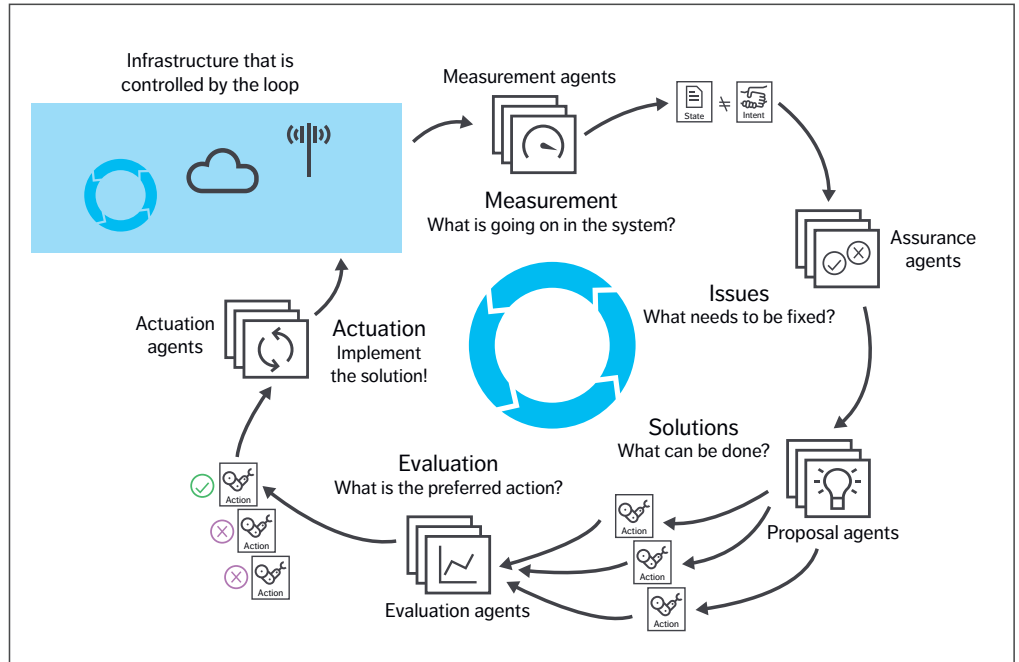 Infrastructure that is
controlled by the loop
Measurement agents
State
≠
Intent
Measurement
What is going on in the system?
Assurance
agents
Issues
What needs to be fixed?
Actuation
agents
Actuation
Implement
the solution!
Solutions
What can be done?
Proposal agents
Action
Action
Action
Evaluation
What is the preferred action?
Evaluation agents
Action
Action
Action